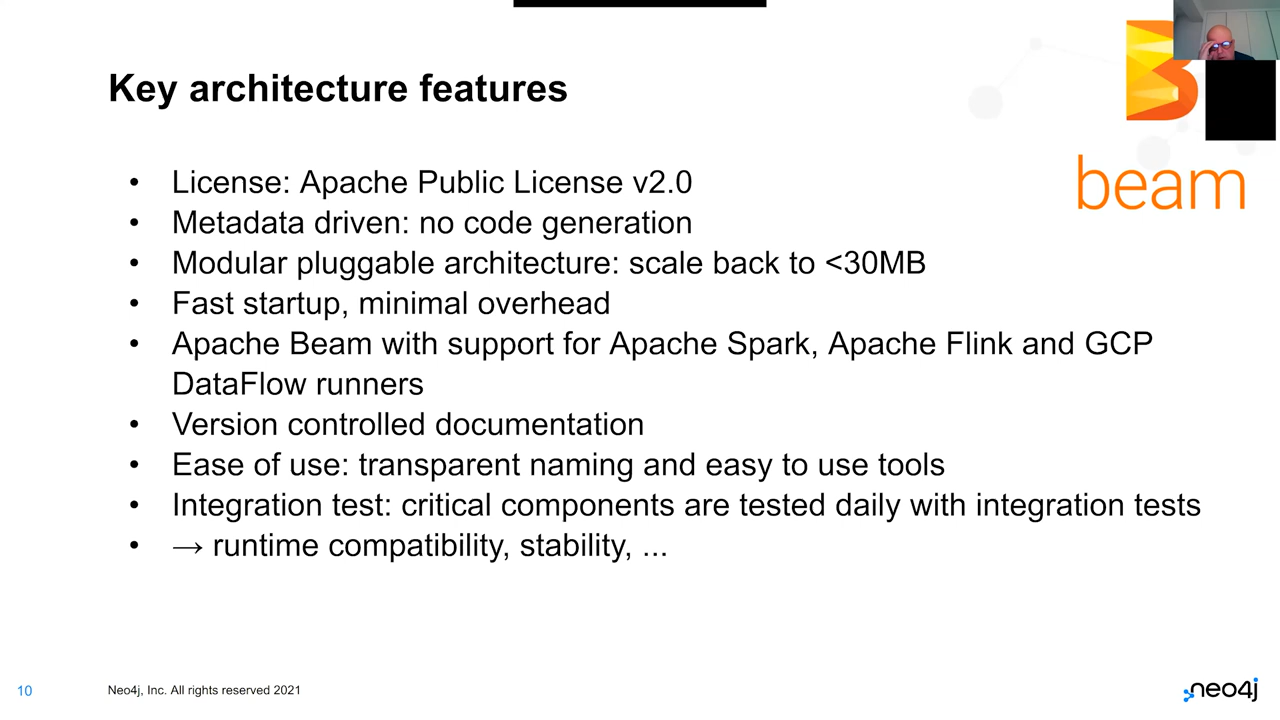 Key architecture features
beam
• License: Apache Public License v2.0
• Metadata driven: no code generation
• Modular pluggable architecture: scale back to <30MB
• Fast startup, minimal overhead
• Apache Beam with support for Apache Spark, Apache Flink and GCP
DataFlow runners
• Version controlled documentation
• Ease of use: transparent naming and easy to use tools
• Integration test: critical components are tested daily with integration tests
• → runtime compatibility, stability, ...
10
Neo4j, Inc. All rights reserved 2021
neo4j